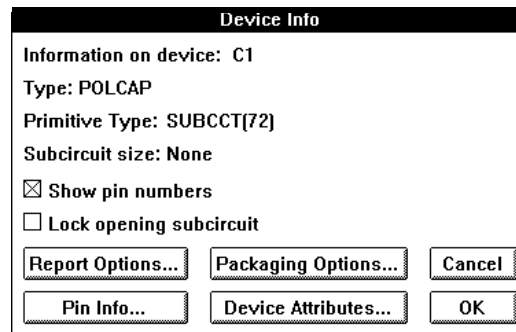 Device Info
Information on device: C1
Type: POLCAP
Primitive Type: SUBCCT(72)
Subcircuit size: None
Show pin numbers
Lock opening subcircuit
Report Options... Packaging Options... Cancel
Pin Info... Device Attributes... OK